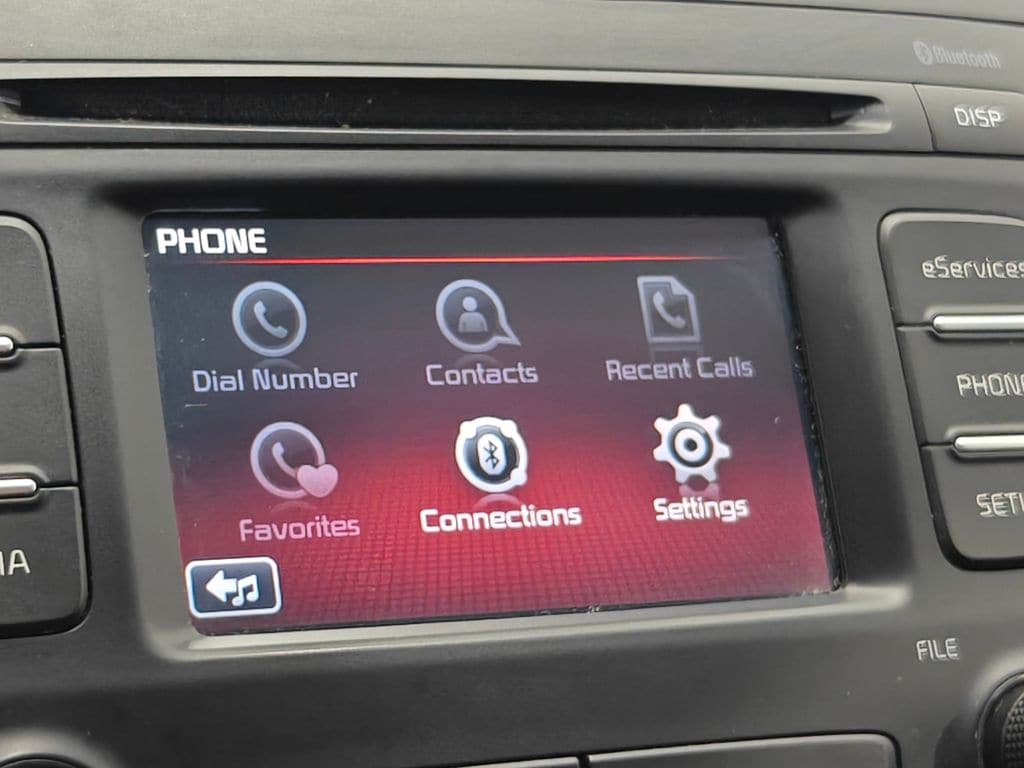 Bluetooth
DISP
PHONE
eServices
Dial Number
Contacts
Recent Calls
Favorites
Connections
Settings
FILE